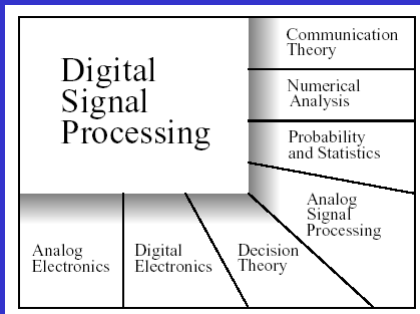 Digital
Signal
Processing
Communication
Theory
Numerical
Analysis
Probability
and Statistics
Analog
Signal
Processing
Decision
Theory
Digital
Electronics
Analog
Electronics